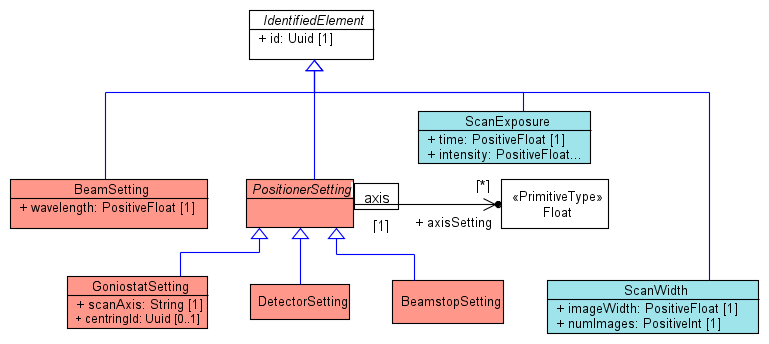 IdentifiedElement
+ id: Uuid [1]
ScanExposure
+ time: PositiveFloat [1]
+ intensity: PositiveFloat...
BeamSetting
+ wavelength: PositiveFloat [1]
PositionerSetting
axis
[*]
[1]
+ axisSetting
«PrimitiveType»
Float
GoniostatSetting
+ scanAxis: String [1]
+ centringId: Uuid [0..1]
DetectorSetting
BeamstopSetting
ScanWidth
+ imageWidth: PositiveFloat [1]
+ numImages: PositiveInt [1]